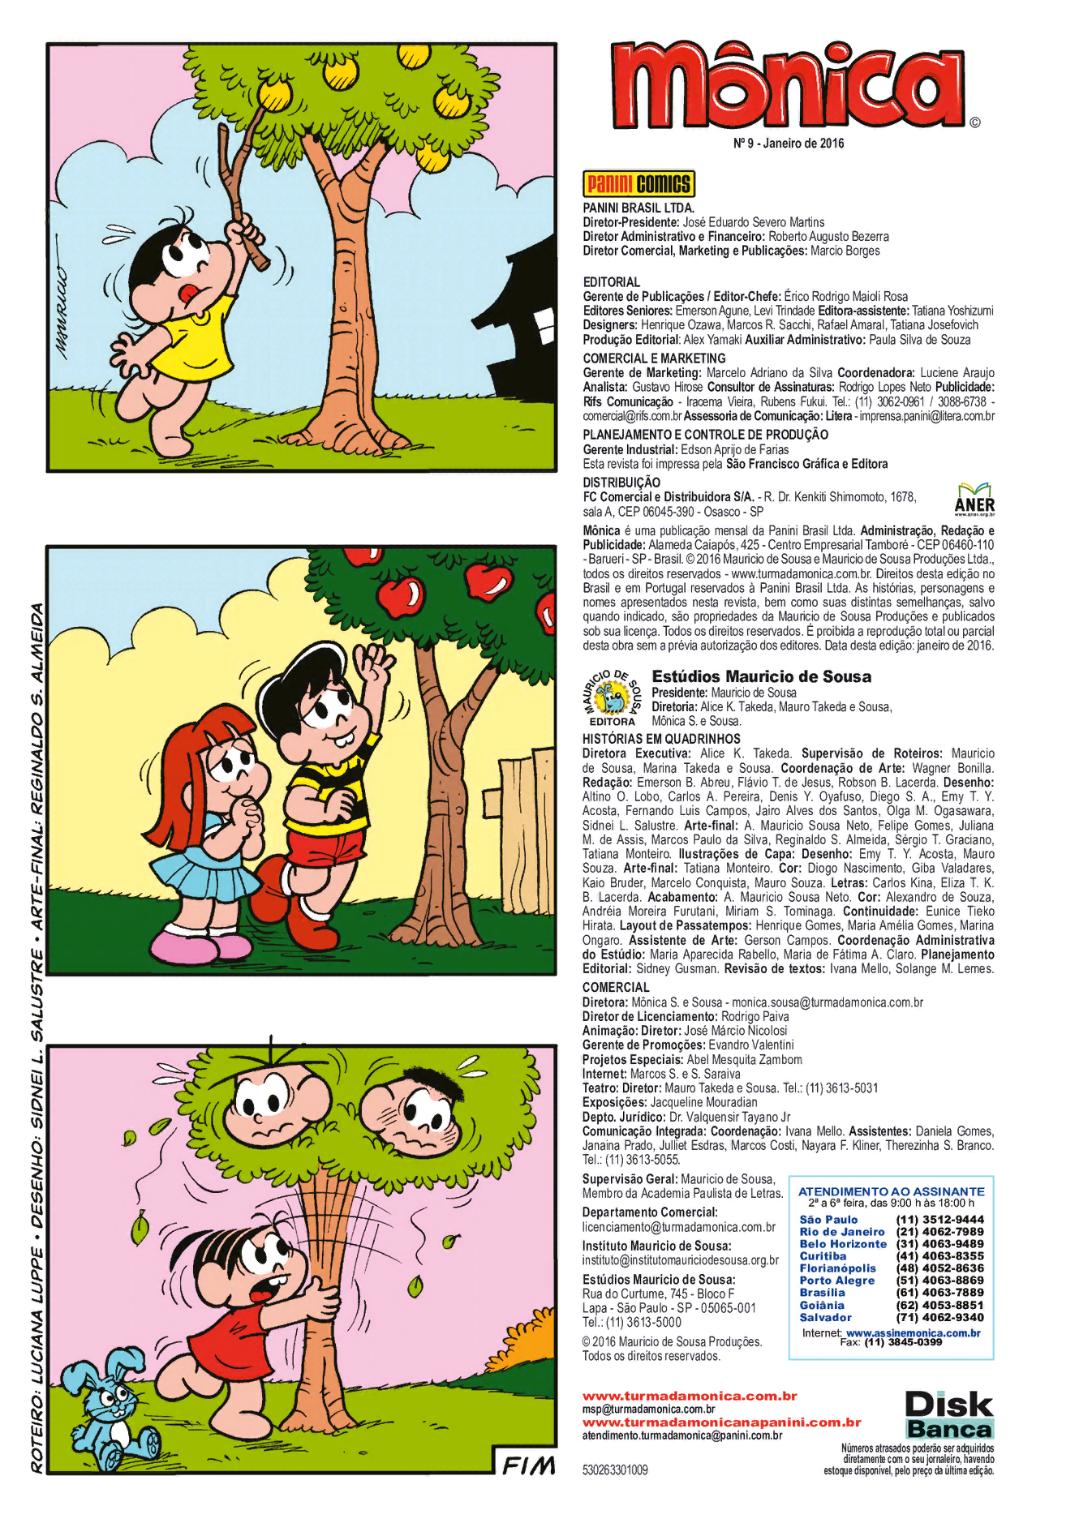 MAURICIO
ROTEIRO: LUCIANA LUPPE • DESENHO: SIDNEI L. SALUSTRE • ARTE-FINAL: REGINALDO S. ALMEIDA
FIM
Mônica ©
Nº 9 - Janeiro de 2016
PANINI COMICS
PANINI BRASIL LTDA.
Diretor-Presidente: José Eduardo Severo Martins
Diretor Administrativo e Financeiro: Roberto Augusto Bezerra
Diretor Comercial, Marketing e Publicações: Marcio Borges
EDITORIAL
Gerente de Publicações / Editor-Chefe: Érico Rodrigo Maioli Rosa
Editores Seniores: Emerson Agune, Levi Trindade Editora-assistente: Tatiana Yoshizumi
Designers: Henrique Ozawa, Marcos R. Sacchi, Rafael Amaral, Tatiana Josefovich
Produção Editorial: Alex Yamaki Auxiliar Administrativo: Paula Silva de Souza
COMERCIAL E MARKETING
Gerente de Marketing: Marcelo Adriano da Silva Coordenadora: Luciene Araujo
Analista: Gustavo Hirose Consultor de Assinaturas: Rodrigo Lopes Neto Publicidade:
Rifs Comunicação - Iracema Vieira, Rubens Fukui. Tel.: (11) 3062-0961 / 3088-6738 -
comercial@rifs.com.br Assessoria de Comunicação: Litera - imprensa.panini@litera.com.br
PLANEJAMENTO E CONTROLE DE PRODUÇÃO
Gerente Industrial: Edson Aprijo de Farias
Esta revista foi impressa pela São Francisco Gráfica e Editora
DISTRIBUIÇÃO
FC Comercial e Distribuidora S/A. - R. Dr. Kenkiti Shimomoto, 1678,
sala A, CEP 06045-390 - Osasco - SP
ANER
www.aner.org.br
Mônica é uma publicação mensal da Panini Brasil Ltda. Administração, Redação e
Publicidade: Alameda Caiapós, 425 - Centro Empresarial Tamboré - CEP 06460-110
- Barueri - SP - Brasil. © 2016 Mauricio de Sousa e Mauricio de Sousa Produções Ltda.,
todos os direitos reservados - www.turmadamonica.com.br. Direitos desta edição no
Brasil e em Portugal reservados à Panini Brasil Ltda. As histórias, personagens e
nomes apresentados nesta revista, bem como suas distintas semelhanças, salvo
quando indicado, são propriedades da Mauricio de Sousa Produções e publicados
sob sua licença. Todos os direitos reservados. É proibida a reprodução total ou parcial
desta obra sem a prévia autorização dos editores. Data desta edição: janeiro de 2016.
MAURICIO DE SOUSA
EDITORA
Estúdios Mauricio de Sousa
Presidente: Mauricio de Sousa
Diretoria: Alice K. Takeda, Mauro Takeda e Sousa,
Mônica S. e Sousa.
HISTÓRIAS EM QUADRINHOS
Diretora Executiva: Alice K. Takeda. Supervisão de Roteiros: Mauricio
de Sousa, Marina Takeda e Sousa. Coordenação de Arte: Wagner Bonilla.
Redação: Emerson B. Abreu, Flávio T. de Jesus, Robson B. Lacerda. Desenho:
Altino O. Lobo, Carlos A. Pereira, Denis Y. Oyafuso, Diego S. A., Emy T. Y.
Acosta, Fernando Luis Campos, Jairo Alves dos Santos, Olga M. Ogasawara,
Sidnei L. Salustre. Arte-final: A. Mauricio Sousa Neto, Felipe Gomes, Juliana
M. de Assis, Marcos Paulo da Silva, Reginaldo S. Almeida, Sérgio T. Graciano,
Tatiana Monteiro. Ilustrações de Capa: Desenho: Emy T. Y. Acosta, Mauro
Souza. Arte-final: Tatiana Monteiro. Cor: Diogo Nascimento, Giba Valadares,
Kaio Bruder, Marcelo Conquista, Mauro Souza. Letras: Carlos Kina, Eliza T. K.
B. Lacerda. Acabamento: A. Mauricio Sousa Neto. Cor: Alexandre de Souza,
Andréia Moreira Furutani, Miriam S. Tominaga. Continuidade: Eunice Tieko
Hirata. Layout de Passatempos: Henrique Gomes, Maria Amélia Gomes, Marina
Ongaro. Assistente de Arte: Gerson Campos. Coordenação Administrativa
do Estúdio: Maria Aparecida Rabello, Maria de Fátima A. Claro. Planejamento
Editorial: Sidney Gusman. Revisão de textos: Ivana Mello, Solange M. Lemes.
COMERCIAL
Diretora: Mônica S. e Sousa - monica.sousa@turmadamonica.com.br
Diretor de Licenciamento: Rodrigo Paiva
Animação: Diretor: José Márcio Nicolosi
Gerente de Promoções: Evandro Valentini
Projetos Especiais: Abel Mesquita Zambom
Internet: Marcos S. e S. Saraiva
Teatro: Diretor: Mauro Takeda e Sousa. Tel.: (11) 3613-5031
Exposições: Jacqueline Mouradian
Depto. Jurídico: Dr. Valquensir Tayano Jr
Comunicação Integrada: Coordenação: Ivana Mello. Assistentes: Daniela Gomes,
Janaina Prado, Julliet Esdras, Marcos Costi, Nayara F. Kliner, Therezinha S. Branco.
Tel.: (11) 3613-5055.
Supervisão Geral: Mauricio de Sousa,
Membro da Academia Paulista de Letras.
Departamento Comercial:
licenciamento@turmadamonica.com.br
Instituto Mauricio de Sousa:
instituto@institutomauriciodesousa.org.br
Estúdios Mauricio de Sousa:
Rua do Curtume, 745 - Bloco F
Lapa - São Paulo - SP - 05065-001
Tel.: (11) 3613-5000
© 2016 Mauricio de Sousa Produções.
Todos os direitos reservados.
ATENDIMENTO AO ASSINANTE
2ª a 6ª feira, das 9:00 h às 18:00 h
São Paulo (11) 3512-9444
Rio de Janeiro (21) 4062-7989
Belo Horizonte (31) 4063-9489
Curitiba (41) 4063-8355
Florianópolis (48) 4052-8636
Porto Alegre (51) 4063-8869
Brasília (61) 4063-7889
Goiânia (62) 4053-8851
Salvador (71) 4062-9340
Internet: www.assinemonica.com.br
Fax: (11) 3845-0399
www.turmadamonica.com.br
msp@turmadamonica.com.br
www.turmadamonicanapanini.com.br
atendimento.turmadamonica@panini.com.br
Disk
Banca
Números atrasados poderão ser adquiridos
diretamente com o seu jornaleiro, havendo
estoque disponível, pelo preço da última edição.
530263301009